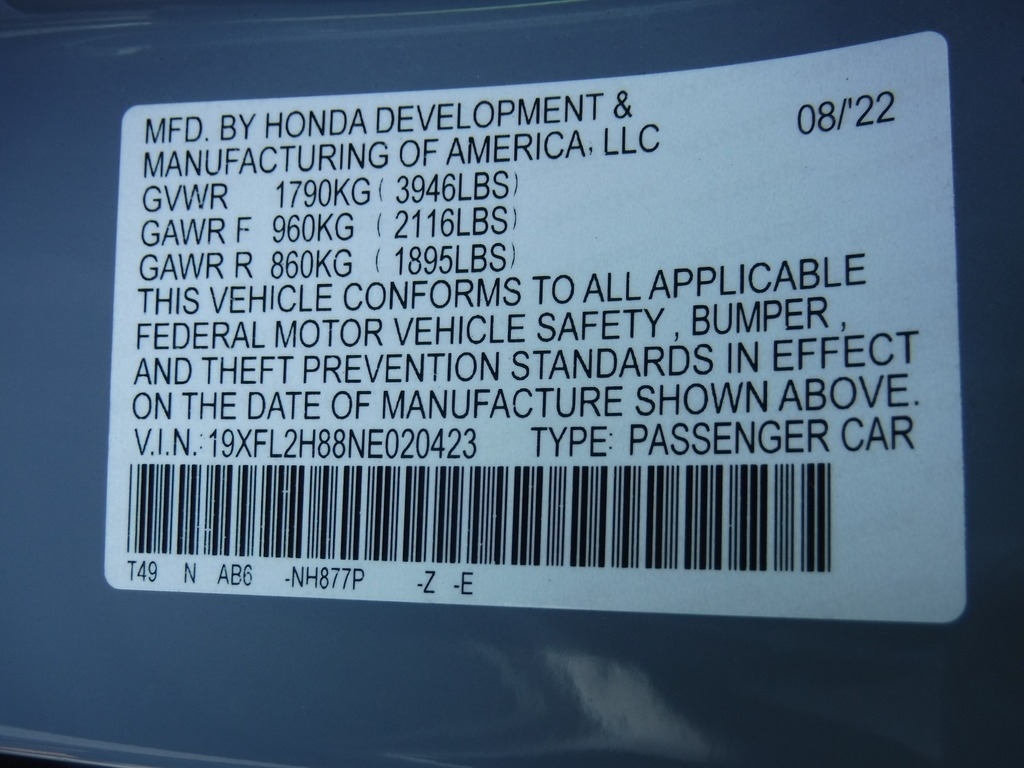 MFD. BY HONDA DEVELOPMENT & 08/'22
MANUFACTURING OF AMERICA, LLC
GVWR 1790KG ( 3946LBS)
GAWR F 960KG ( 2116LBS)
GAWR R 860KG ( 1895LBS)
THIS VEHICLE CONFORMS TO ALL APPLICABLE
FEDERAL MOTOR VEHICLE SAFETY , BUMPER ,
AND THEFT PREVENTION STANDARDS IN EFFECT
ON THE DATE OF MANUFACTURE SHOWN ABOVE.
V.I.N.: 19XFL2H88NE020423 TYPE: PASSENGER CAR
T49 N AB6 -NH877P -Z -E